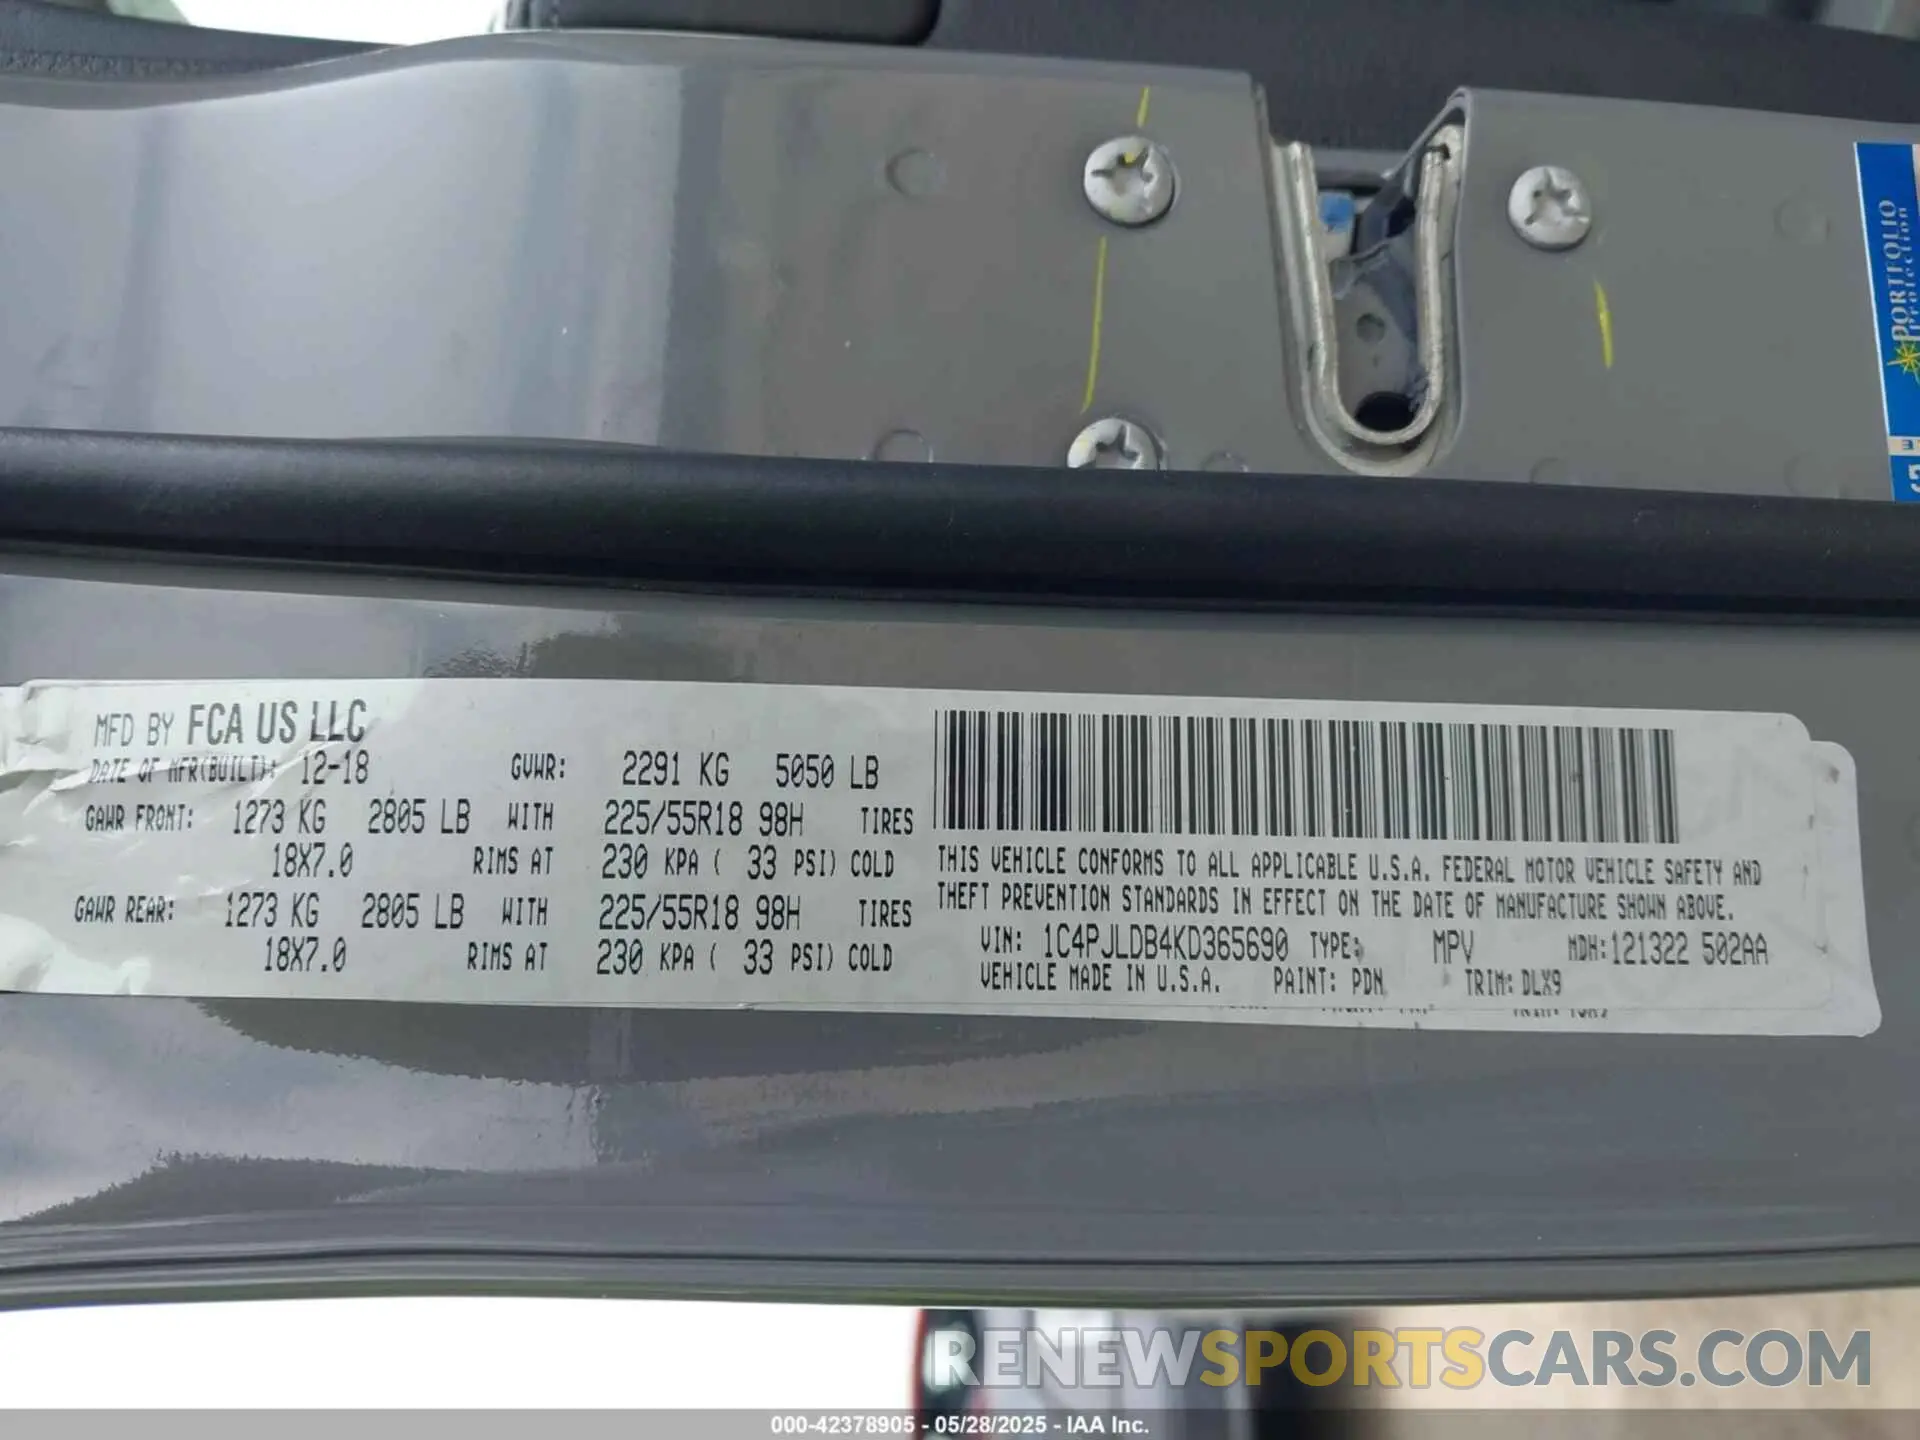 PORTFOLIO
Protection
MFD BY FCA US LLC
DATE OF MFR(BUILT): 12-18 GVWR: 2291 KG 5050 LB
GAWR FRONT: 1273 KG 2805 LB WITH 225/55R18 98H TIRES
18X7.0 RIMS AT 230 KPA ( 33 PSI) COLD
GAWR REAR: 1273 KG 2805 LB WITH 225/55R18 98H TIRES
18X7.0 RIMS AT 230 KPA ( 33 PSI) COLD
THIS VEHICLE CONFORMS TO ALL APPLICABLE U.S.A. FEDERAL MOTOR VEHICLE SAFETY AND
THEFT PREVENTION STANDARDS IN EFFECT ON THE DATE OF MANUFACTURE SHOWN ABOVE.
VIN: 1C4PJLDB4KD365690 TYPE: MPV MDH:121322 502AA
VEHICLE MADE IN U.S.A. PAINT: PDN TRIM: DLX9
RENEWSPORTSCARS.COM
000-42378905 - 05/28/2025 - IAA Inc.